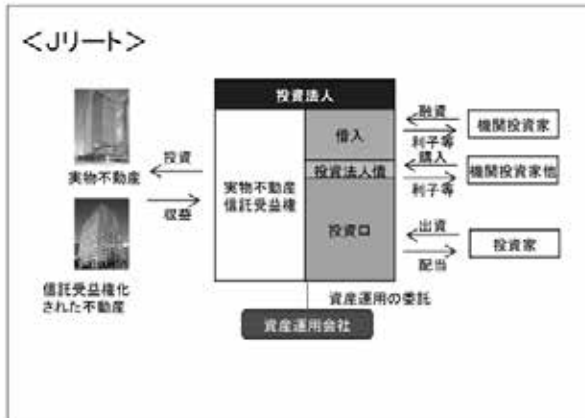 ＜Jリート＞
投資法人
実物不動産
投資
収益
信託受益権化
された不動産
実物不動産
信託受益権
借入
投資法人債
投資口
融資
利子等
機関投資家
購入
利子等
機関投資家他
出資
配当
投資家
資産運用の委託
資産運用会社